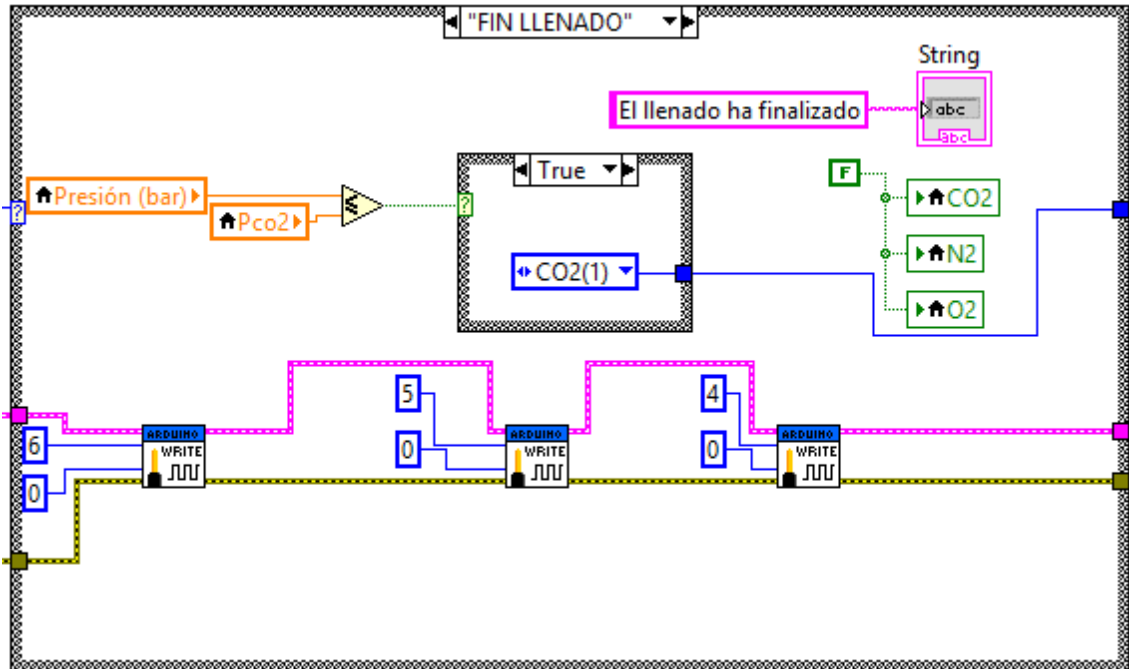 "FIN LLENADO"
String
El llenado ha finalizado
abc
abc
True
F
Presión (bar)
Pco2
?
?
CO2
CO2(1)
N2
O2
5
4
6
ARDUINO
WRITE
0
ARDUINO
WRITE
0
ARDUINO
WRITE
0